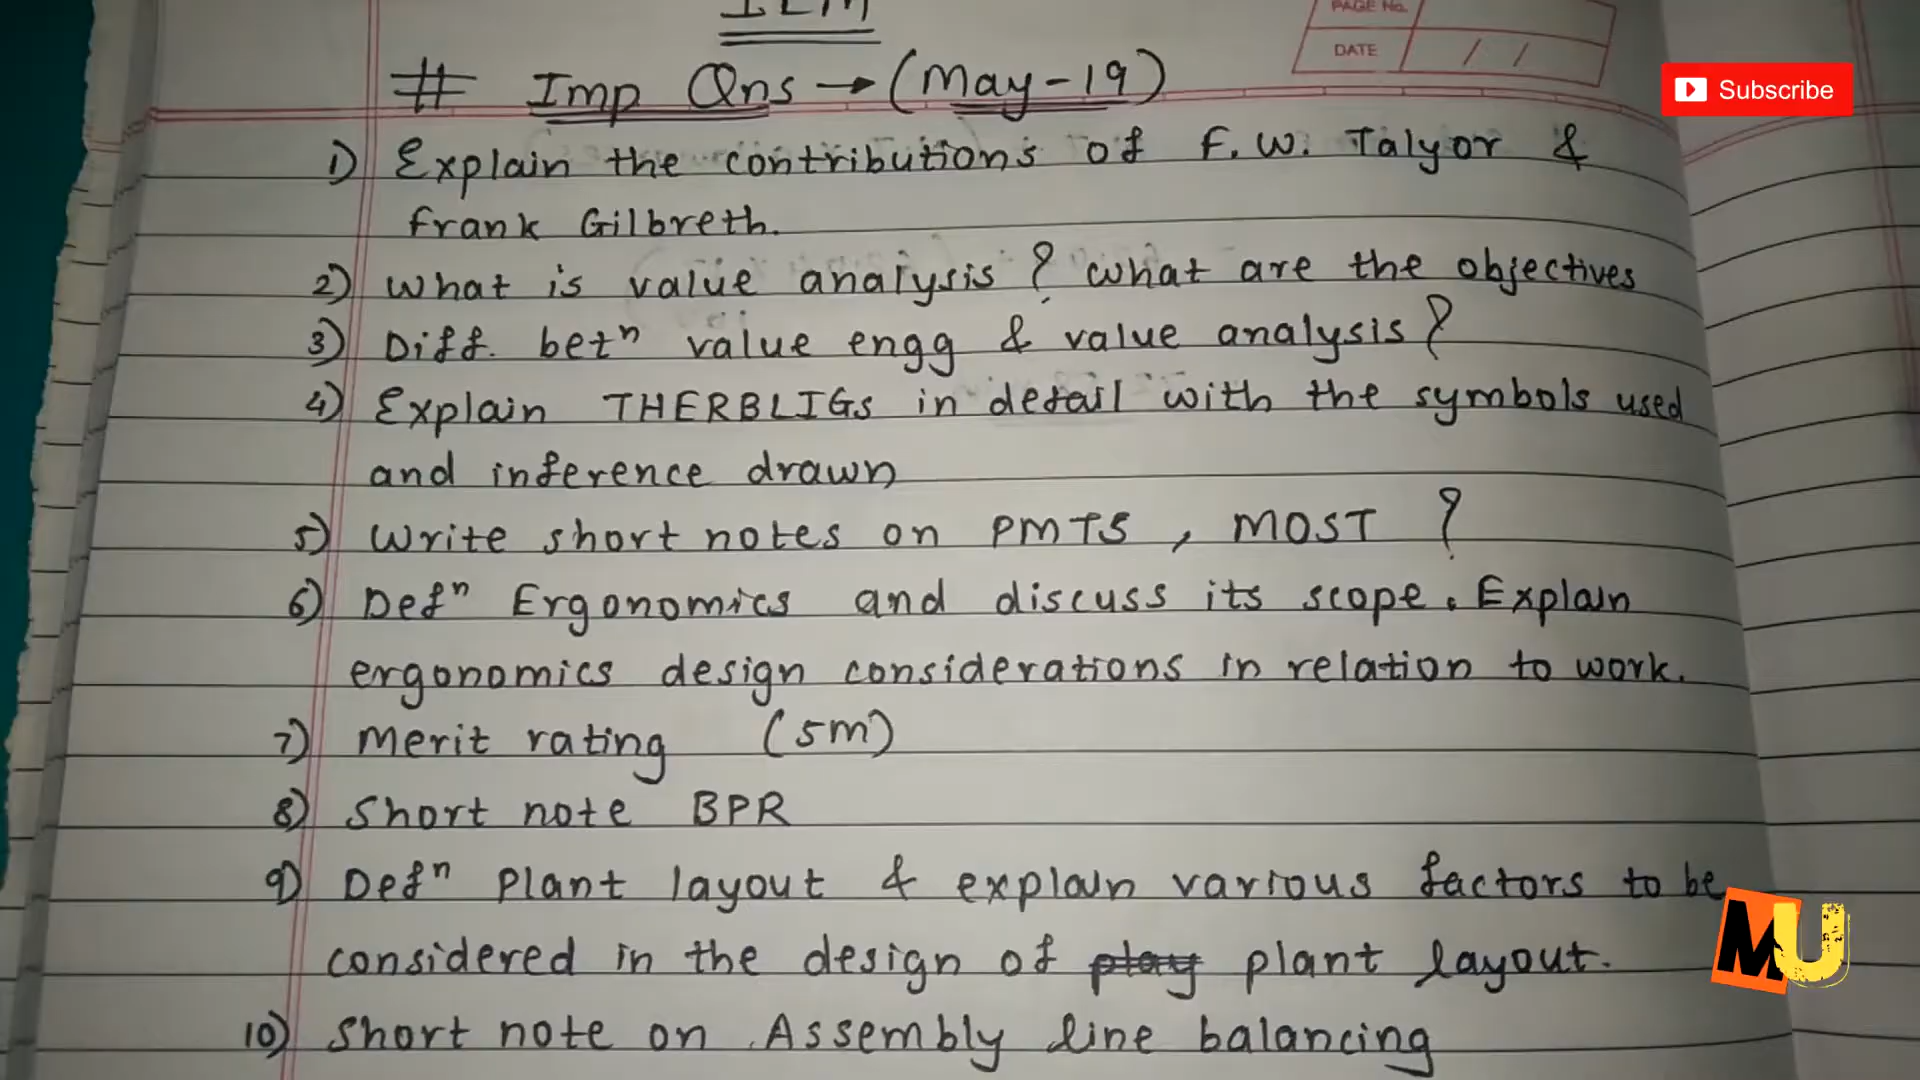 PAGE No.
DATE / /
# Imp Qns → (May-19)
Subscribe
1) Explain the contributions of F.W. Talyor &
Frank Gilbreth.
2) What is value analysis ? What are the objectives
3) Diff. betⁿ value engg & value analysis ?
4) Explain THERBLIGs in detail with the symbols used
and inference drawn
5) Write short notes on PMTS, MOST ?
6) Defⁿ Ergonomics and discuss its scope. Explain
ergonomics design considerations in relation to work.
7) Merit rating (5m)
8) Short note BPR
9) Defⁿ Plant layout & explain various factors to be
considered in the design of plant layout.
MU
10) Short note on Assembly line balancing